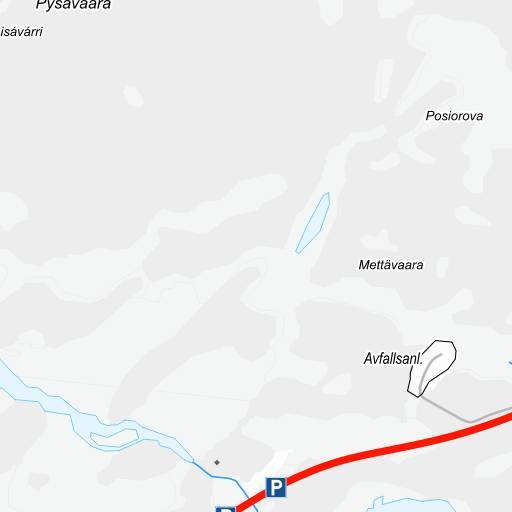 Pysävaara
isávárri
Posiorova
Mettävaara
Avfallsanl.
P
P